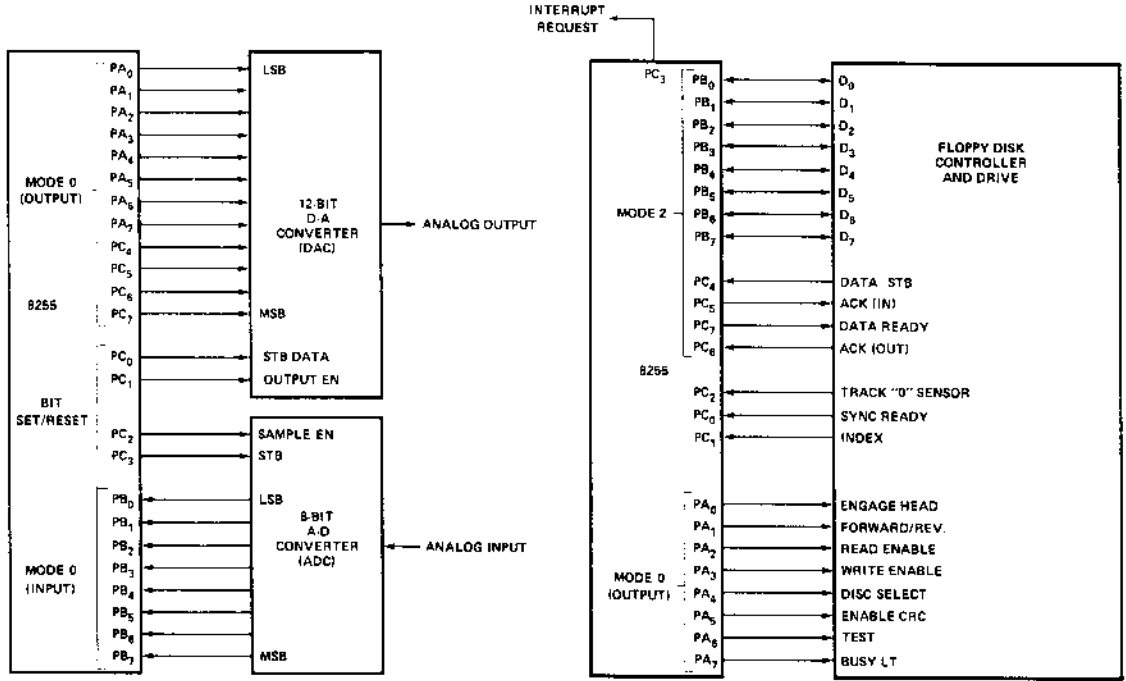 INTERRUPT
REQUEST
PA0
PA1
PA2
PA3
PA4
PA5
PA6
PA7
PC4
PC5
PC6
PC7
MODE 0
(OUTPUT)
8255
PC0
PC1
PC2
PC3
BIT
SET/RESET
PB0
PB1
PB2
PB3
PB4
PB5
PB6
PB7
MODE 0
(INPUT)
LSB
12-BIT
D-A
CONVERTER
(DAC)
MSB
STB DATA
OUTPUT EN
ANALOG OUTPUT
SAMPLE EN
STB
LSB
8-BIT
A-D
CONVERTER
(ADC)
MSB
ANALOG INPUT
PC3
PB0
PB1
PB2
PB3
PB4
PB5
PB6
PB7
MODE 2
PC4
PC5
PC7
PC6
8255
PC2
PC0
PC1
MODE 0
(OUTPUT)
PA0
PA1
PA2
PA3
PA4
PA5
PA6
PA7
D0
D1
D2
D3
D4
D5
D6
D7
FLOPPY DISK
CONTROLLER
AND DRIVE
DATA STB
ACK (IN)
DATA READY
ACK (OUT)
TRACK "0" SENSOR
SYNC READY
INDEX
ENGAGE HEAD
FORWARD/REV.
READ ENABLE
WRITE ENABLE
DISC SELECT
ENABLE CRC
TEST
BUSY LT